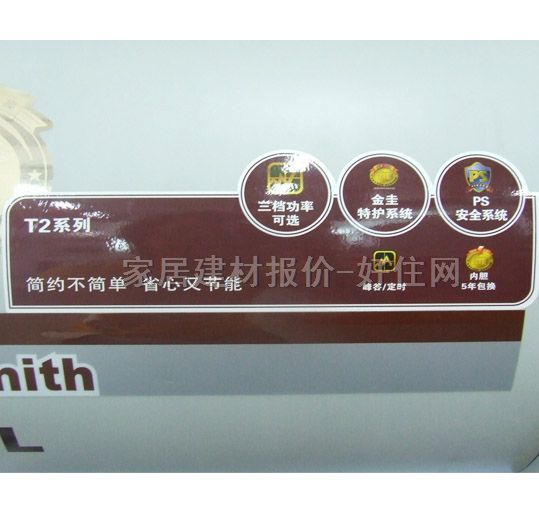 三档功率
可选
金圭
特护系统
PS
PS
安全系统
T2系列
简约不简单 省心又节能
峰谷/定时
内胆
5年包换
家居建材报价-好住网
mith
L